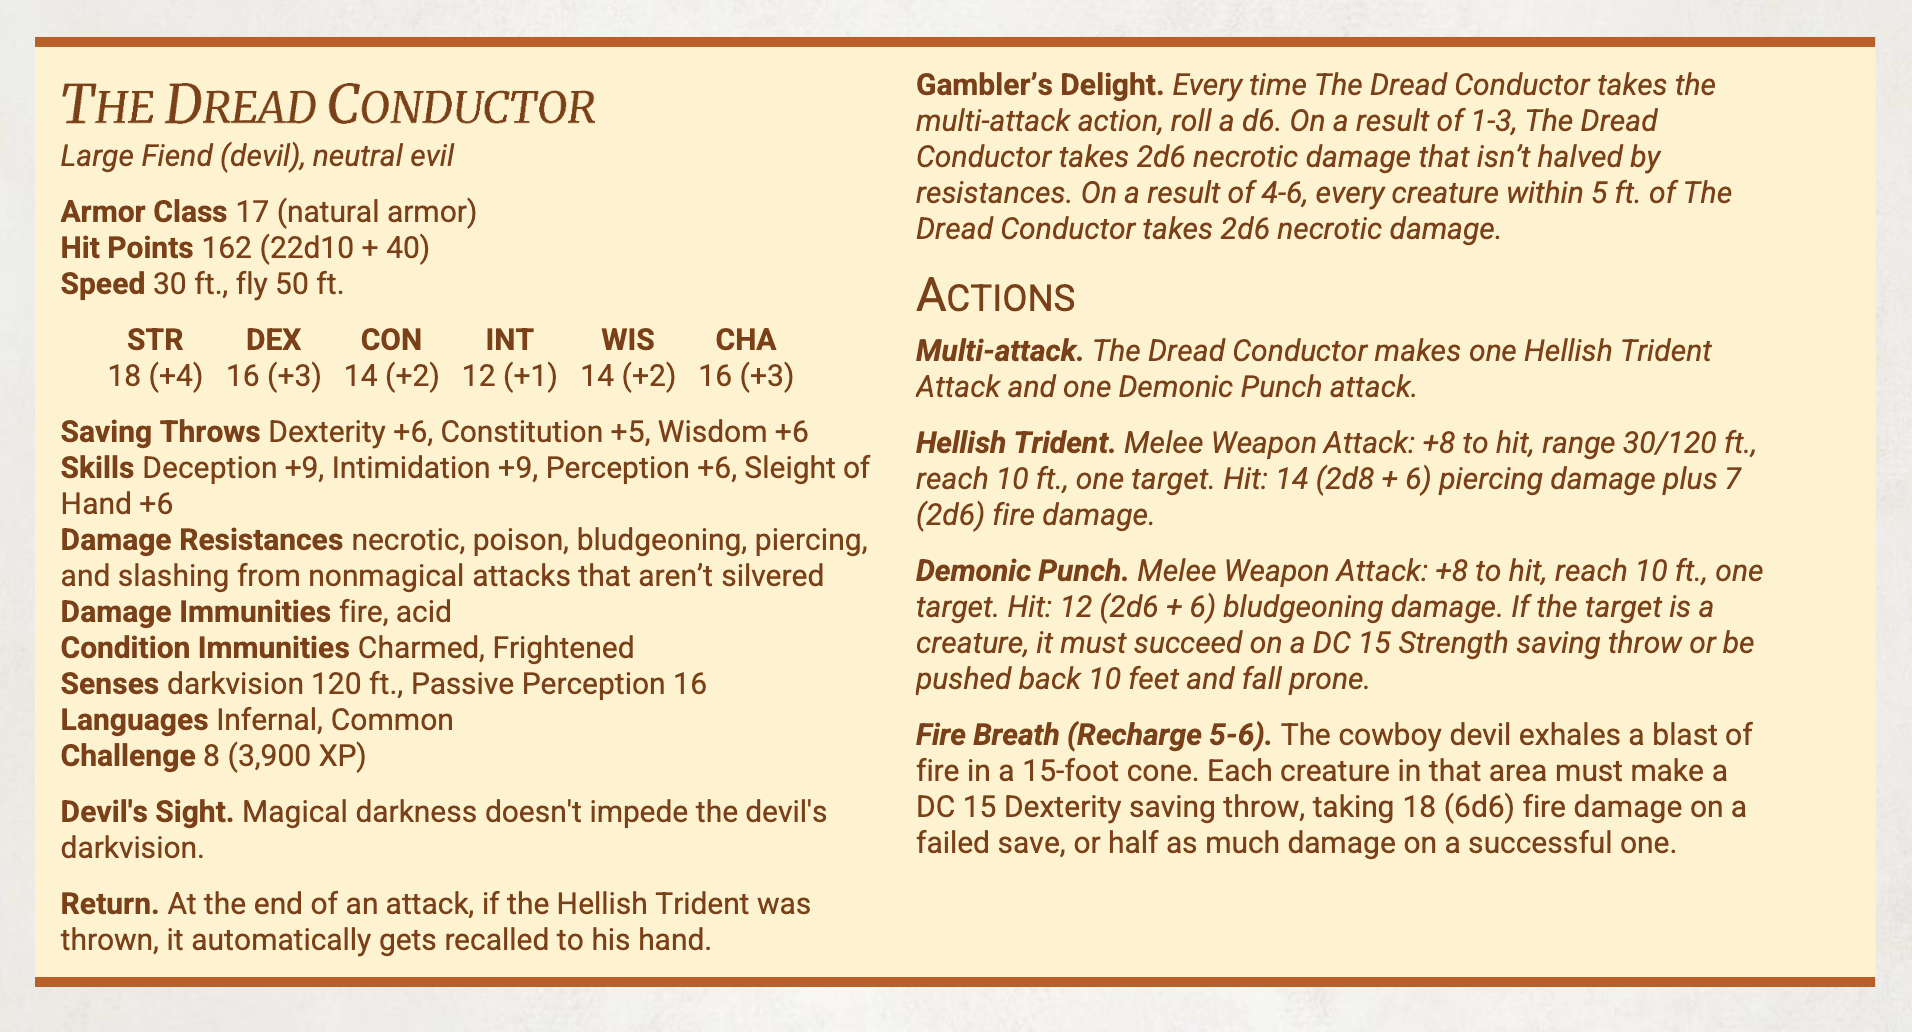 THE DREAD CONDUCTOR
Large Fiend (devil), neutral evil
Armor Class 17 (natural armor)
Hit Points 162 (22d10 + 40)
Speed 30 ft., fly 50 ft.
STR DEX CON INT WIS CHA
18 (+4) 16 (+3) 14 (+2) 12 (+1) 14 (+2) 16 (+3)
Saving Throws Dexterity +6, Constitution +5, Wisdom +6
Skills Deception +9, Intimidation +9, Perception +6, Sleight of
Hand +6
Damage Resistances necrotic, poison, bludgeoning, piercing,
and slashing from nonmagical attacks that aren’t silvered
Damage Immunities fire, acid
Condition Immunities Charmed, Frightened
Senses darkvision 120 ft., Passive Perception 16
Languages Infernal, Common
Challenge 8 (3,900 XP)
Devil's Sight. Magical darkness doesn't impede the devil's
darkvision.
Return. At the end of an attack, if the Hellish Trident was
thrown, it automatically gets recalled to his hand.
Gambler’s Delight. Every time The Dread Conductor takes the
multi-attack action, roll a d6. On a result of 1-3, The Dread
Conductor takes 2d6 necrotic damage that isn’t halved by
resistances. On a result of 4-6, every creature within 5 ft. of The
Dread Conductor takes 2d6 necrotic damage.
ACTIONS
Multi-attack. The Dread Conductor makes one Hellish Trident
Attack and one Demonic Punch attack.
Hellish Trident. Melee Weapon Attack: +8 to hit, range 30/120 ft.,
reach 10 ft., one target. Hit: 14 (2d8 + 6) piercing damage plus 7
(2d6) fire damage.
Demonic Punch. Melee Weapon Attack: +8 to hit, reach 10 ft., one
target. Hit: 12 (2d6 + 6) bludgeoning damage. If the target is a
creature, it must succeed on a DC 15 Strength saving throw or be
pushed back 10 feet and fall prone.
Fire Breath (Recharge 5-6). The cowboy devil exhales a blast of
fire in a 15-foot cone. Each creature in that area must make a
DC 15 Dexterity saving throw, taking 18 (6d6) fire damage on a
failed save, or half as much damage on a successful one.